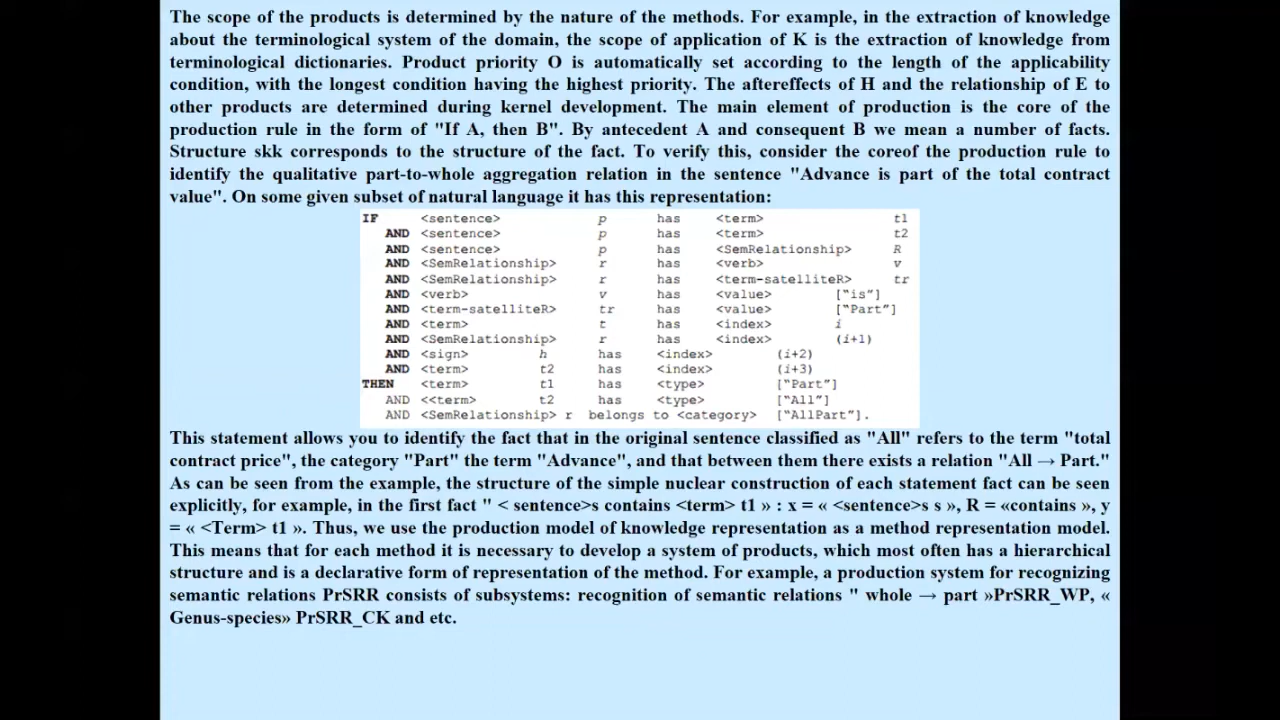 The scope of the products is determined by the nature of the methods. For example, in the extraction of knowledge
about the terminological system of the domain, the scope of application of K is the extraction of knowledge from
terminological dictionaries. Product priority O is automatically set according to the length of the applicability
condition, with the longest condition having the highest priority. The aftereffects of H and the relationship of E to
other products are determined during kernel development. The main element of production is the core of the
production rule in the form of "If A, then B". By antecedent A and consequent B we mean a number of facts.
Structure skk corresponds to the structure of the fact. To verify this, consider the coreof the production rule to
identify the qualitative part-to-whole aggregation relation in the sentence "Advance is part of the total contract
value". On some given subset of natural language it has this representation:
IF <sentence> p has <term> t1
AND <sentence> p has <term> t2
AND <sentence> p has <SemRelationship> R
AND <SemRelationship> r has <verb> v
AND <SemRelationship> r has <term-satelliteR> tr
AND <verb> v has <value> ["is"]
AND <term-satelliteR> tr has <value> ["Part"]
AND <term> t has <index> i
AND <SemRelationship> r has <index> (i+1)
AND <sign> h has <index> (i+2)
AND <term> t2 has <index> (i+3)
THEN <term> t1 has <type> ["Part"]
AND <<term> t2 has <type> ["All"]
AND <SemRelationship> r belongs to <category> ["AllPart"].
This statement allows you to identify the fact that in the original sentence classified as "All" refers to the term "total
contract price", the category "Part" the term "Advance", and that between them there exists a relation "All → Part."
As can be seen from the example, the structure of the simple nuclear construction of each statement fact can be seen
explicitly, for example, in the first fact " < sentence>s contains <term> t1 » : x = « <sentence>s s », R = «contains », y
= « <Term> t1 ». Thus, we use the production model of knowledge representation as a method representation model.
This means that for each method it is necessary to develop a system of products, which most often has a hierarchical
structure and is a declarative form of representation of the method. For example, a production system for recognizing
semantic relations PrSRR consists of subsystems: recognition of semantic relations " whole → part »PrSRR_WP, «
Genus-species» PrSRR_CK and etc.